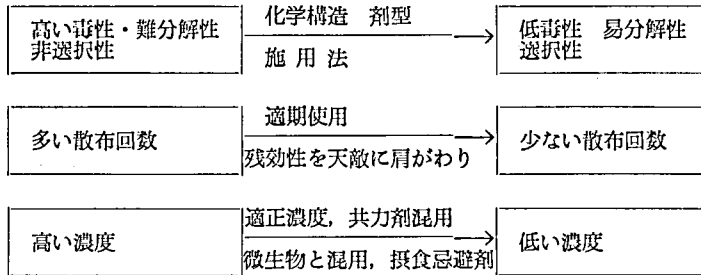 高い毒性・難分解性
非選択性
化学構造　剤型
施用法
低毒性　易分解性
選択性
多い散布回数
適期使用
残効性を天敵に肩がわり
少ない散布回数
高い濃度
適正濃度，共力剤混用
微生物と混用，摂食忌避剤
低い濃度